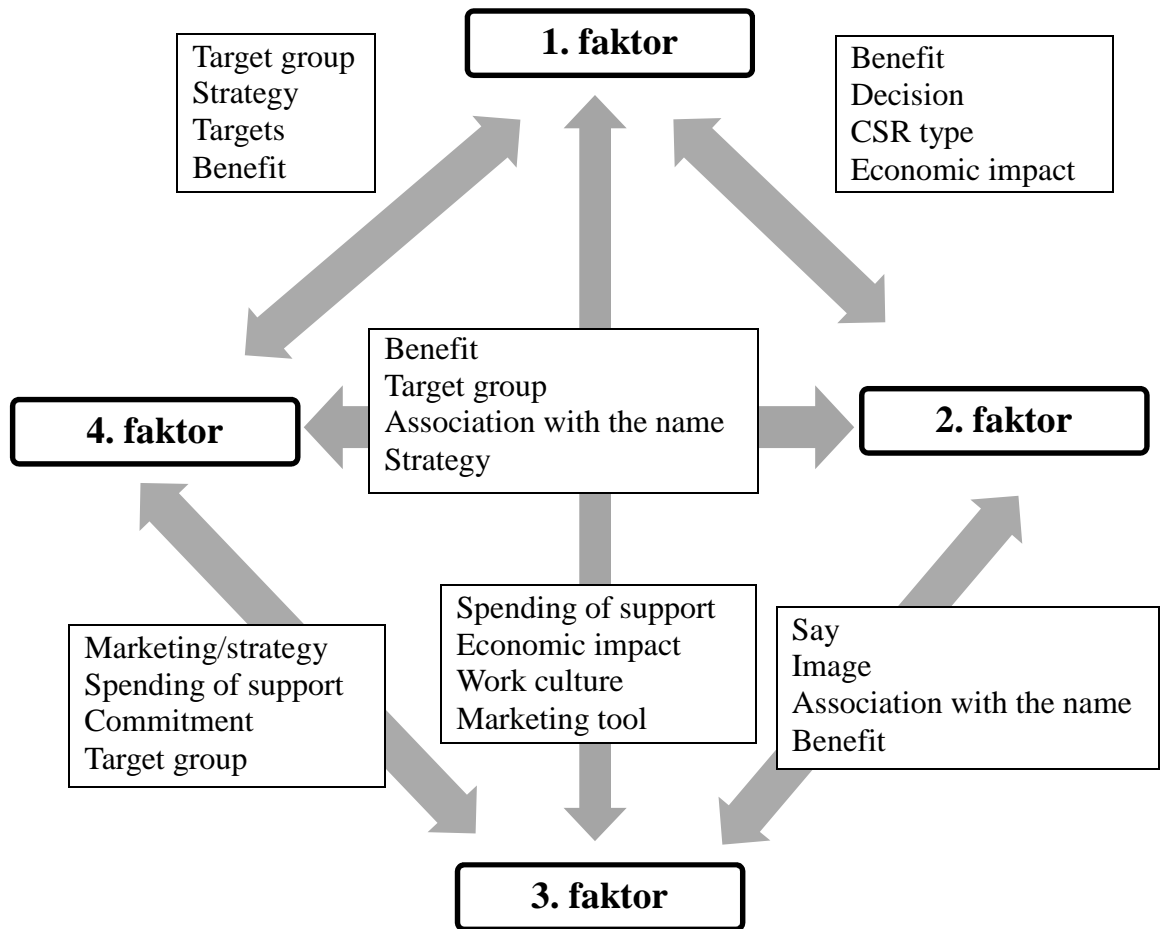 1. faktor
Target group
Strategy
Targets
Benefit
Benefit
Decision
CSR type
Economic impact
Benefit
Target group
Association with the name
Strategy
4. faktor
2. faktor
Marketing/strategy
Spending of support
Commitment
Target group
Spending of support
Economic impact
Work culture
Marketing tool
Say
Image
Association with the name
Benefit
3. faktor